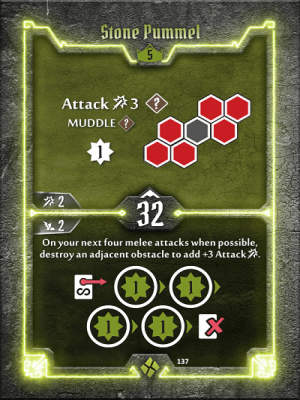 Stone Pummel
5
Attack 3 ?
MUDDLE ?
1
2
32
2
On your next four melee attacks when possible,
destroy an adjacent obstacle to add +3 Attack.
S 1 1
1 1
137